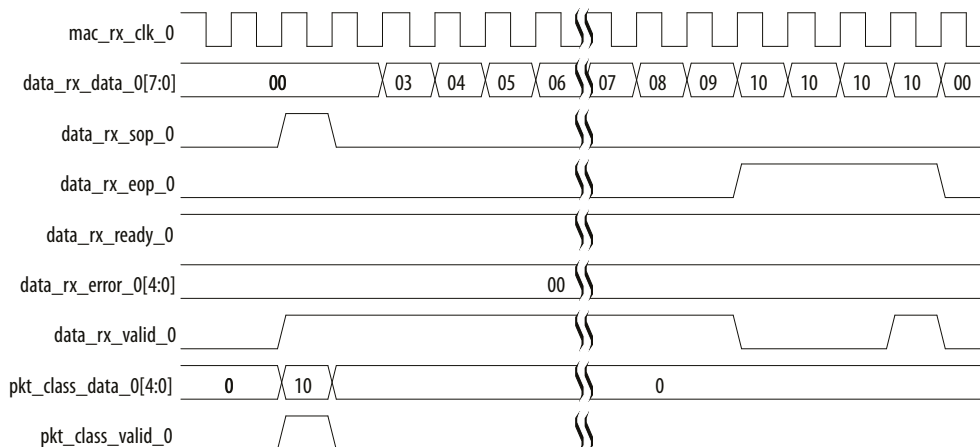 mac_rx_clk_0
data_rx_data_0[7:0] 00 03 04 05 06 07 08 09 10 10 10 10 00
data_rx_sop_0
data_rx_eop_0
data_rx_ready_0
data_rx_error_0[4:0] 00
data_rx_valid_0
pkt_class_data_0[4:0] 0 10 0
pkt_class_valid_0